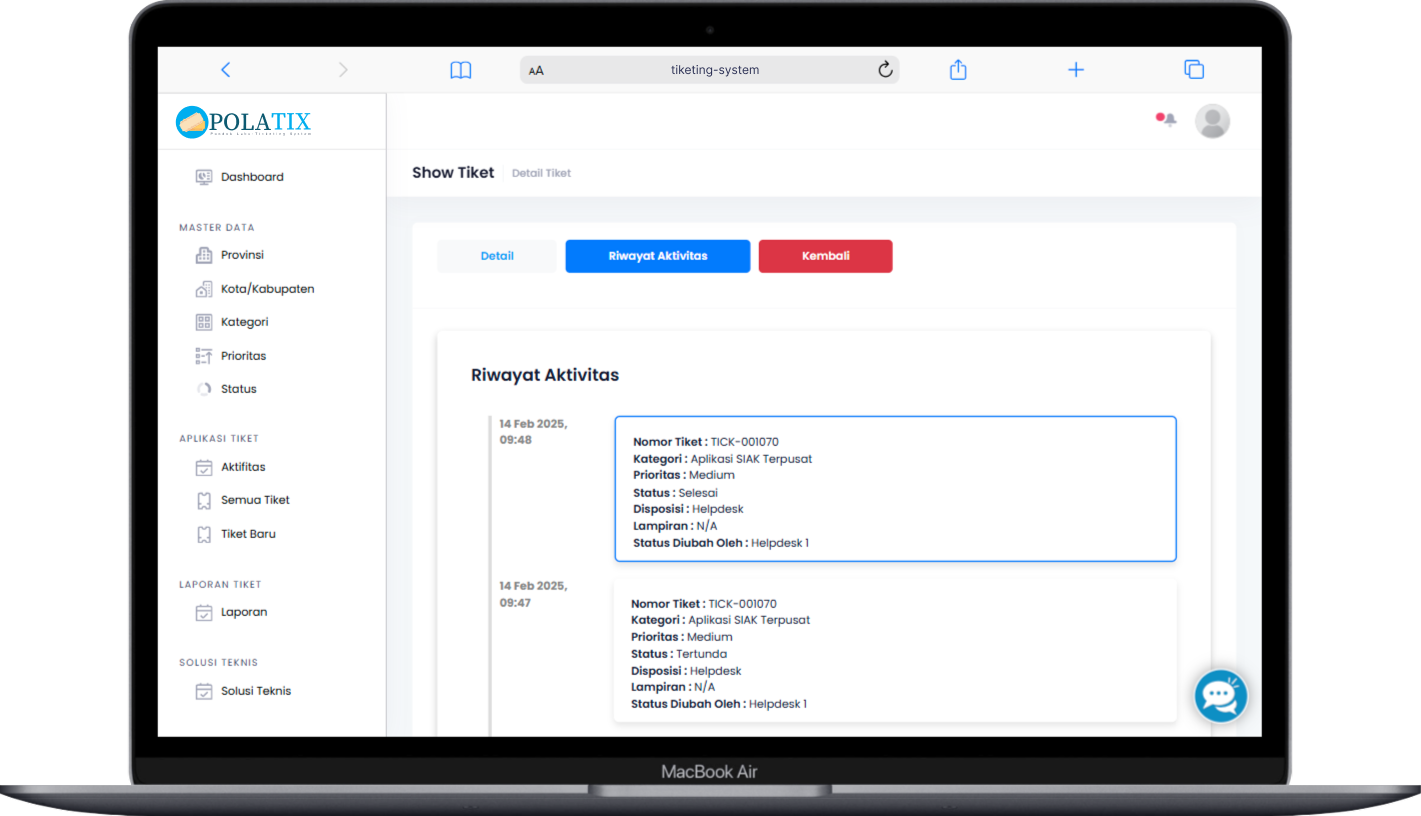 AA
tiketing-system
POLATIX
Show Tiket
Detail Tiket
Dashboard
MASTER DATA
Provinsi
Kota/Kabupaten
Kategori
Prioritas
Status
APLIKASI TIKET
Aktifitas
Semua Tiket
Tiket Baru
LAPORAN TIKET
Laporan
SOLUSI TEKNIS
Solusi Teknis
Detail
Riwayat Aktivitas
Kembali
Riwayat Aktivitas
14 Feb 2025,
09:48
Nomor Tiket : TICK-001070
Kategori : Aplikasi SIAK Terpusat
Prioritas : Medium
Status : Selesai
Disposisi : Helpdesk
Lampiran : N/A
Status Diubah Oleh : Helpdesk 1
14 Feb 2025,
09:47
Nomor Tiket : TICK-001070
Kategori : Aplikasi SIAK Terpusat
Prioritas : Medium
Status : Tertunda
Disposisi : Helpdesk
Lampiran : N/A
Status Diubah Oleh : Helpdesk 1
MacBook Air